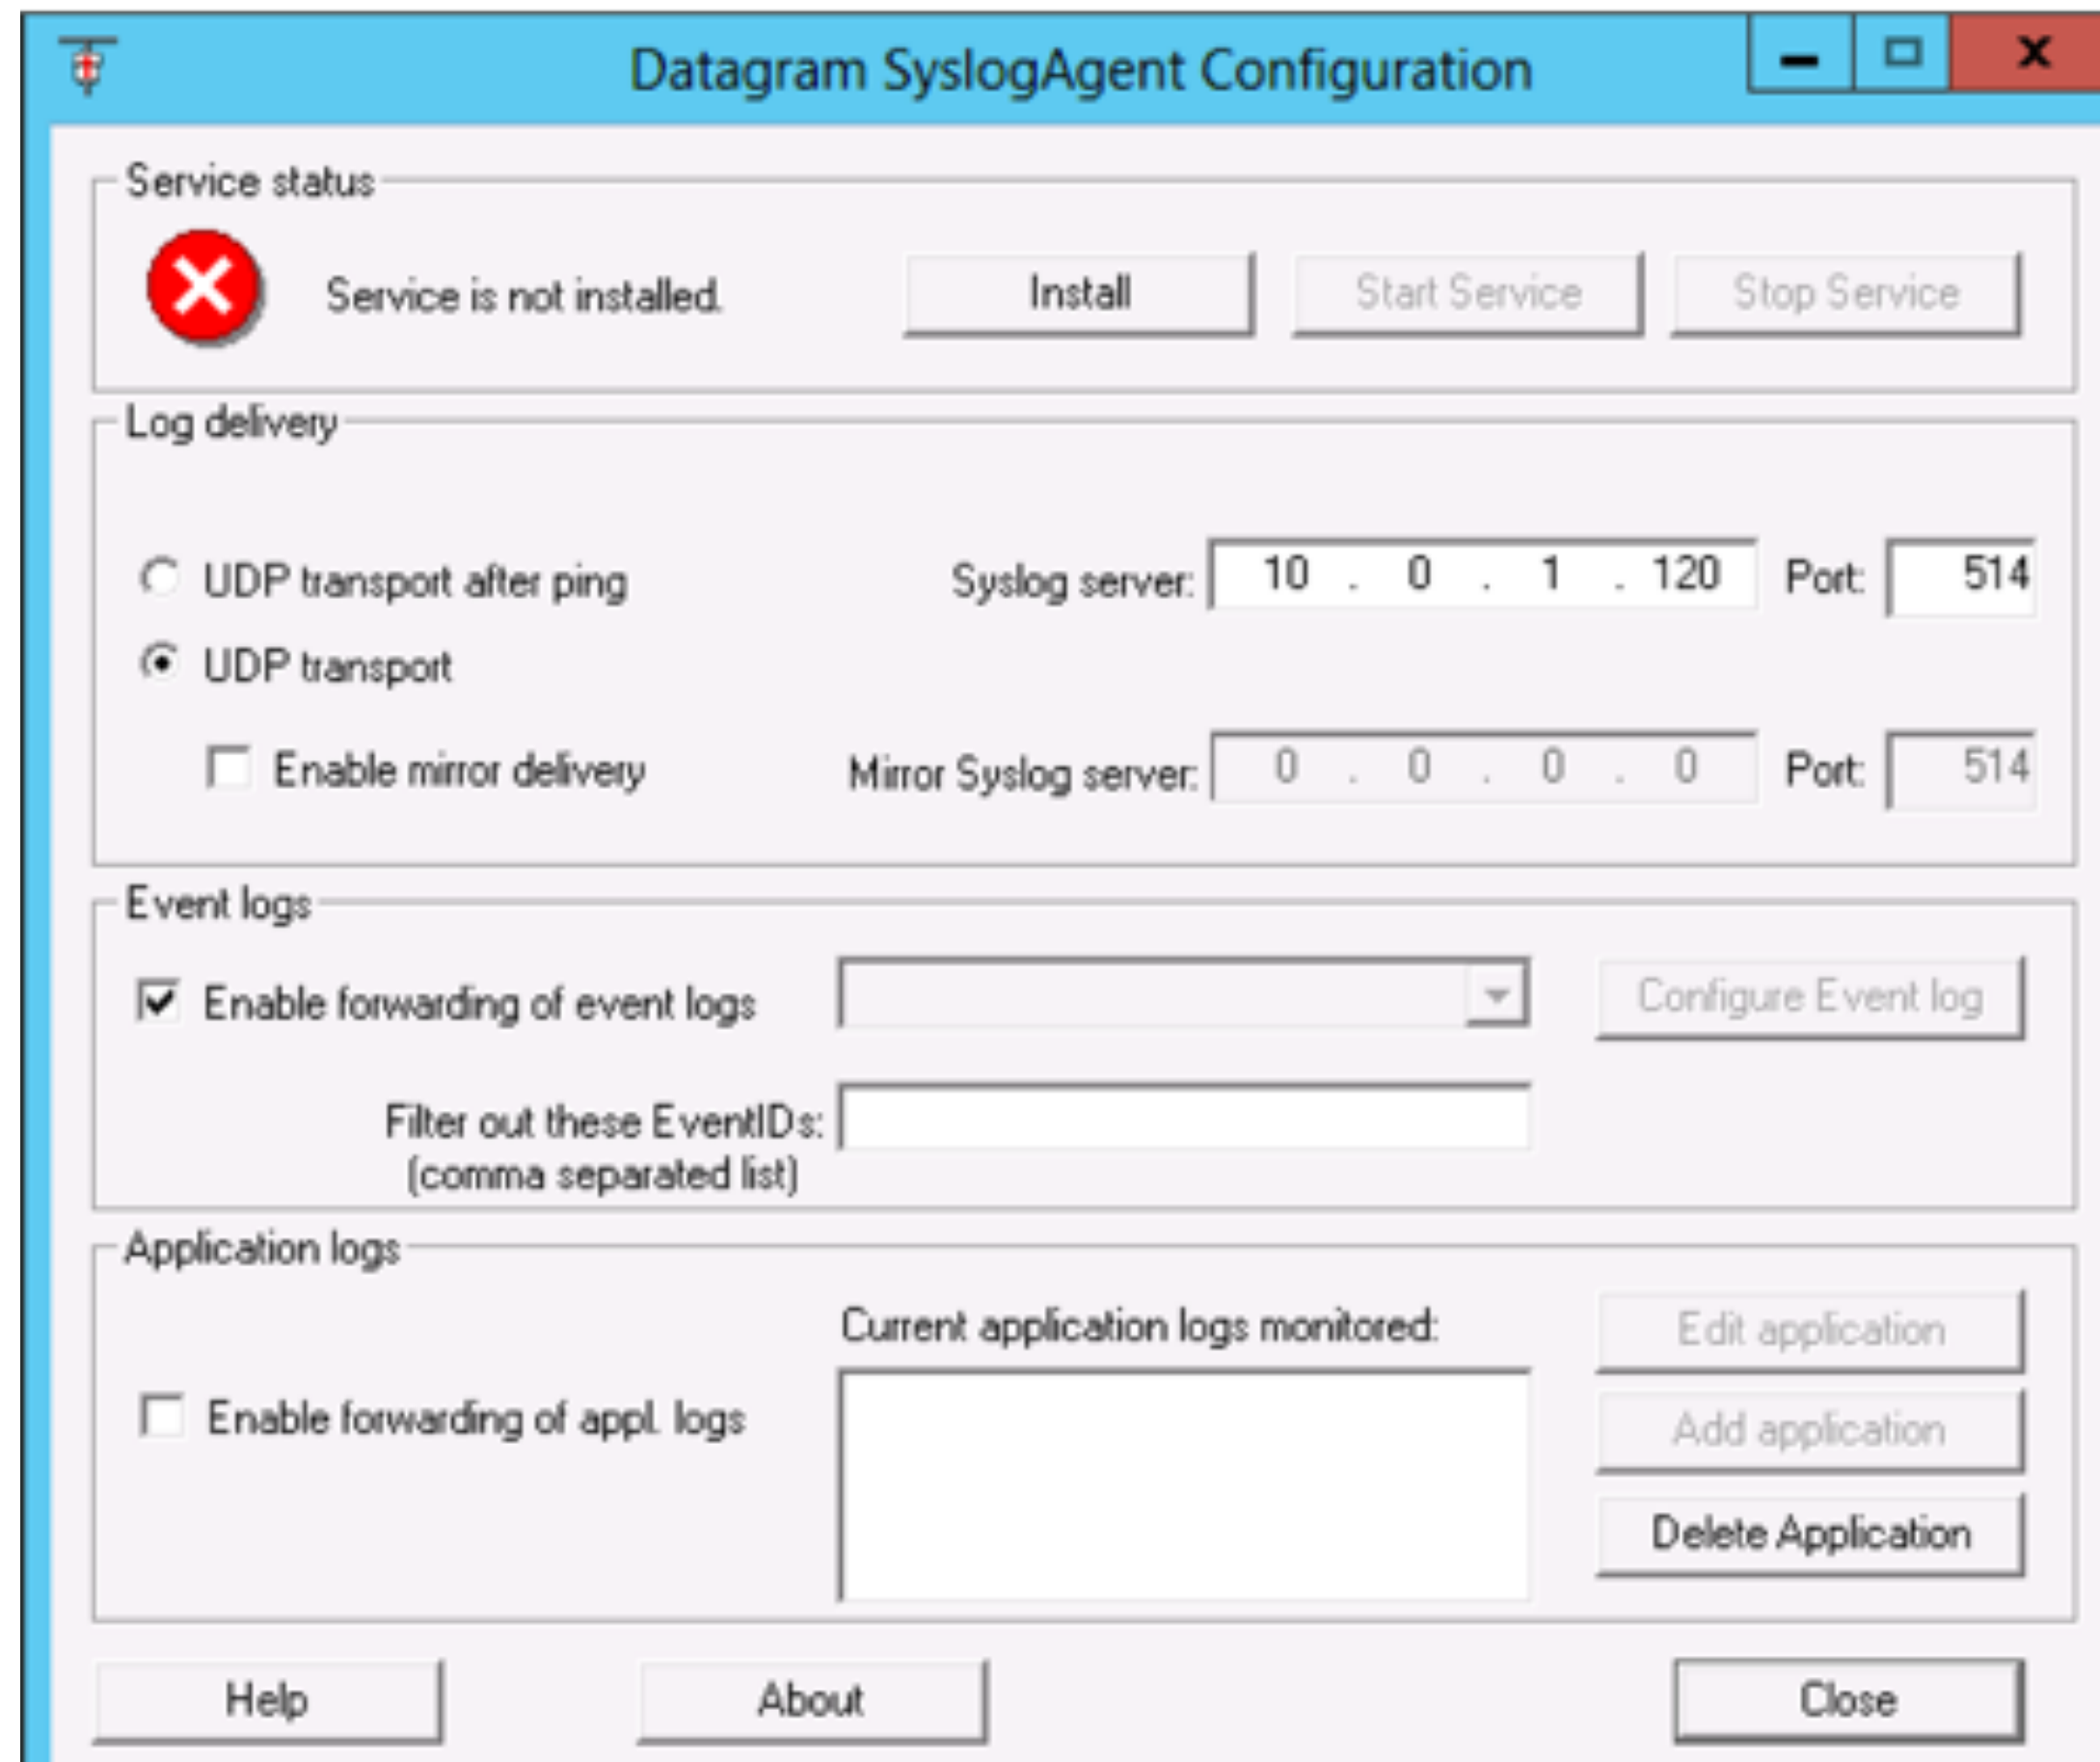 Datagram SyslogAgent Configuration
Service status
Service is not installed.
Install
Start Service
Stop Service
Log delivery
UDP transport after ping
Syslog server: 10 . 0 . 1 . 120 Port: 514
UDP transport
Enable mirror delivery
Mirror Syslog server: 0 . 0 . 0 . 0 Port: 514
Event logs
Enable forwarding of event logs
Configure Event log
Filter out these EventIDs:
(comma separated list)
Application logs
Current application logs monitored:
Edit application
Enable forwarding of appl. logs
Add application
Delete Application
Help
About
Close